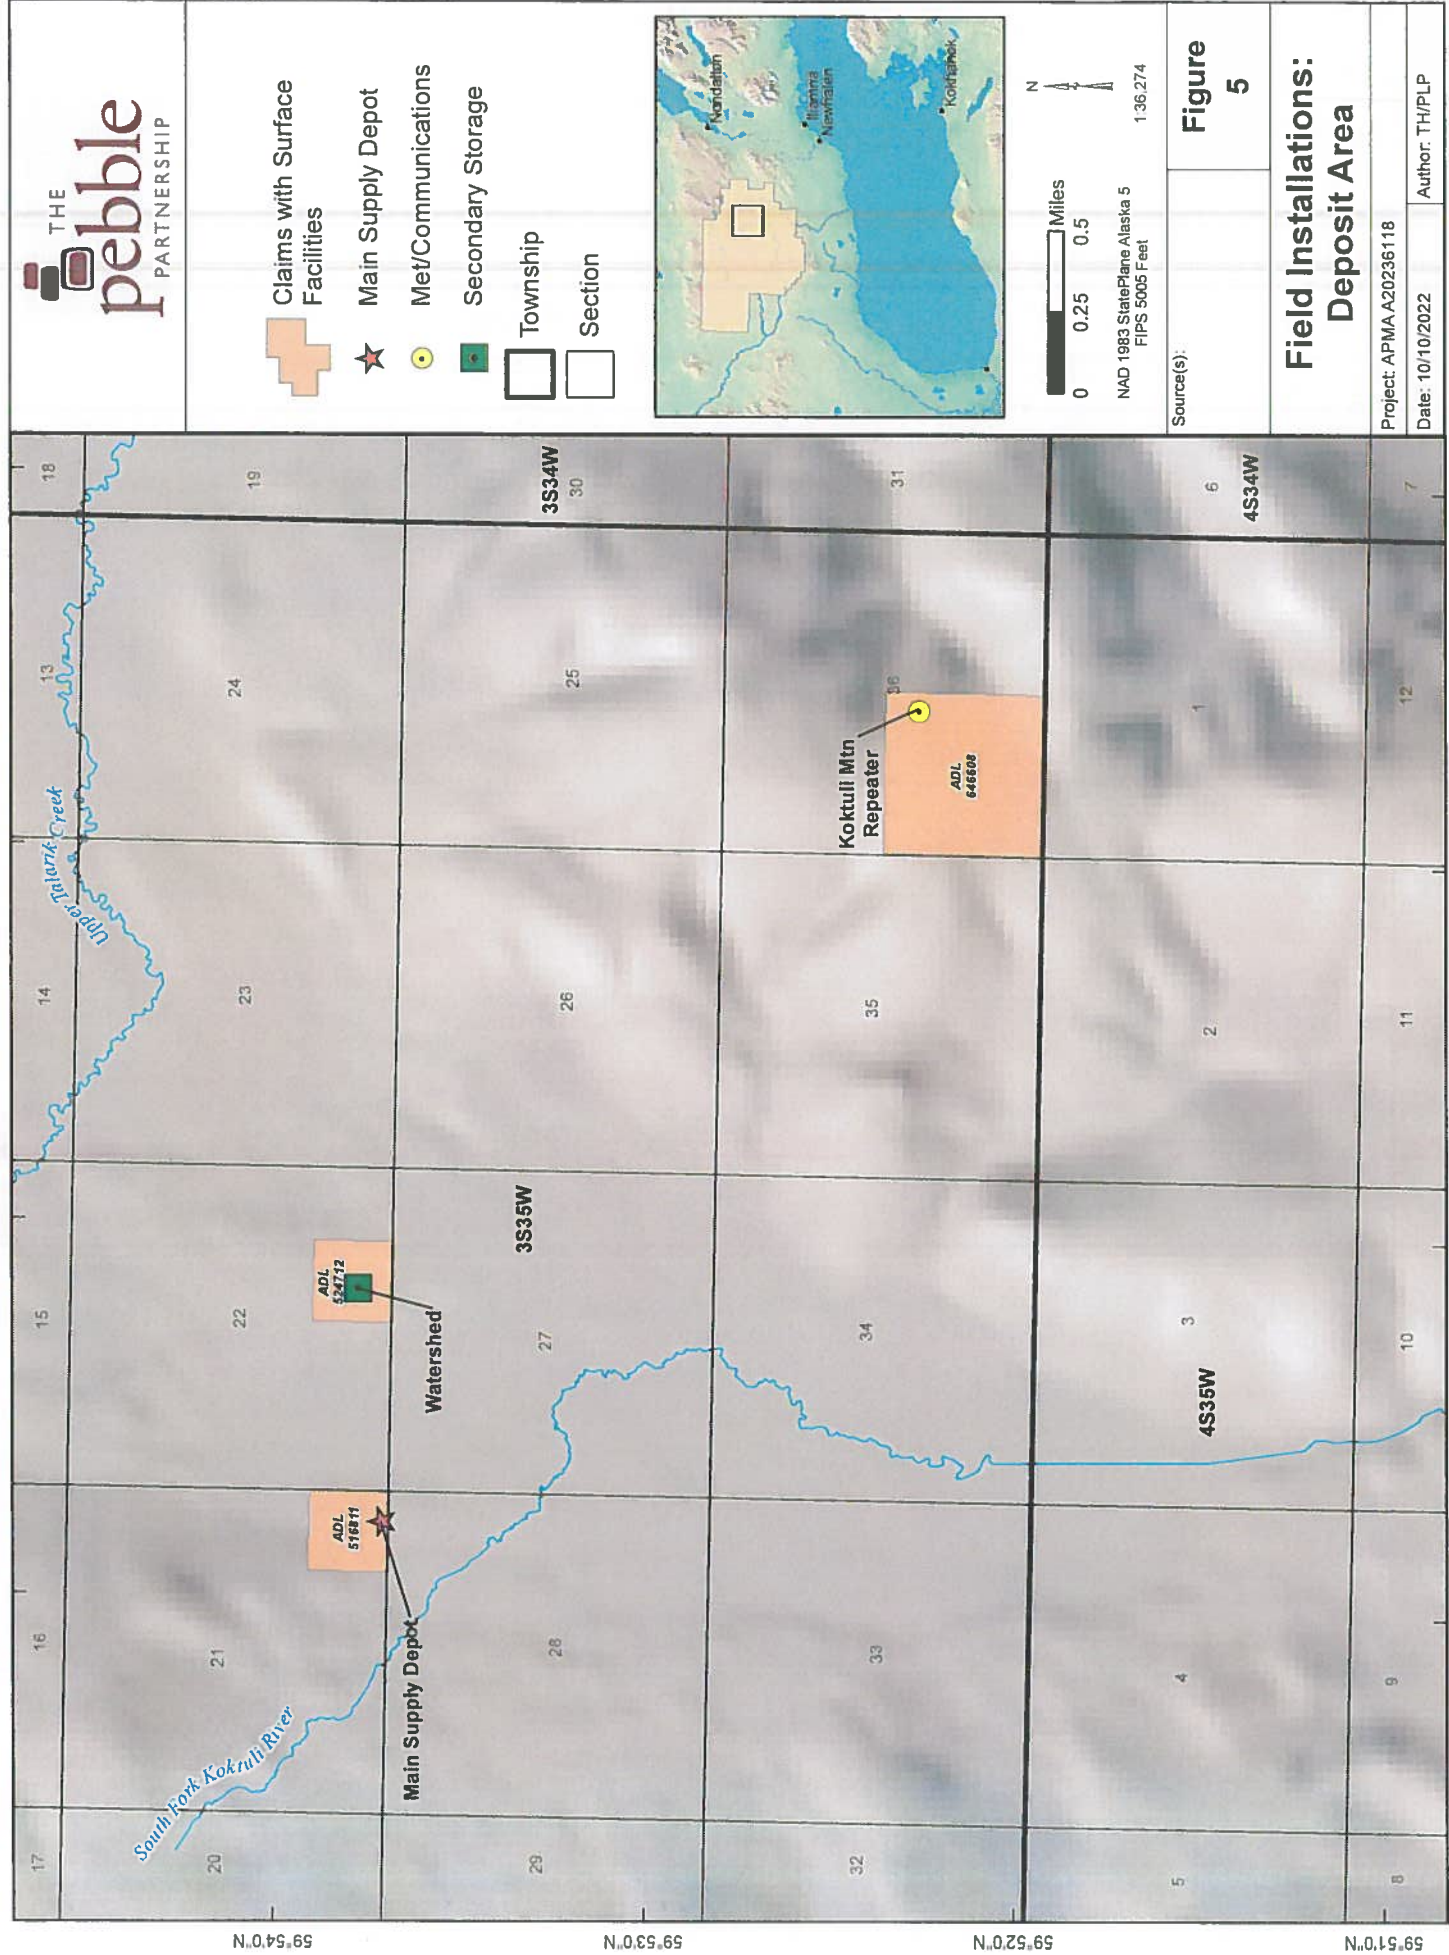 THE
pebble
PARTNERSHIP
Claims with Surface
Facilities
Main Supply Depot
Met/Communications
Secondary Storage
Township
Section
Nondalton
Iliamna
Newhalen
Kokhanok
N
0 0.25 0.5
Miles
1:36,274
NAD 1983 StatePlane Alaska 5
FIPS 5005 Feet
Source(s):
Figure
5
Field Installations:
Deposit Area
Project: APMA A20236118
Date: 10/10/2022
Author: TH/PLP
17
16
15
14
13
18
Upper Talarik Creek
South Fork Koktuli River
20
21
22
23
24
19
ADL
516811
ADL
524712
Watershed
Main Supply Depot
3S35W
3S34W
29
28
27
26
25
30
32
33
34
35
36
31
Koktuli Mtn
Repeater
ADL
646608
5
4
3
2
1
6
4S35W
4S34W
8
9
10
11
12
7
59°54'0"N
59°53'0"N
59°52'0"N
59°51'0"N